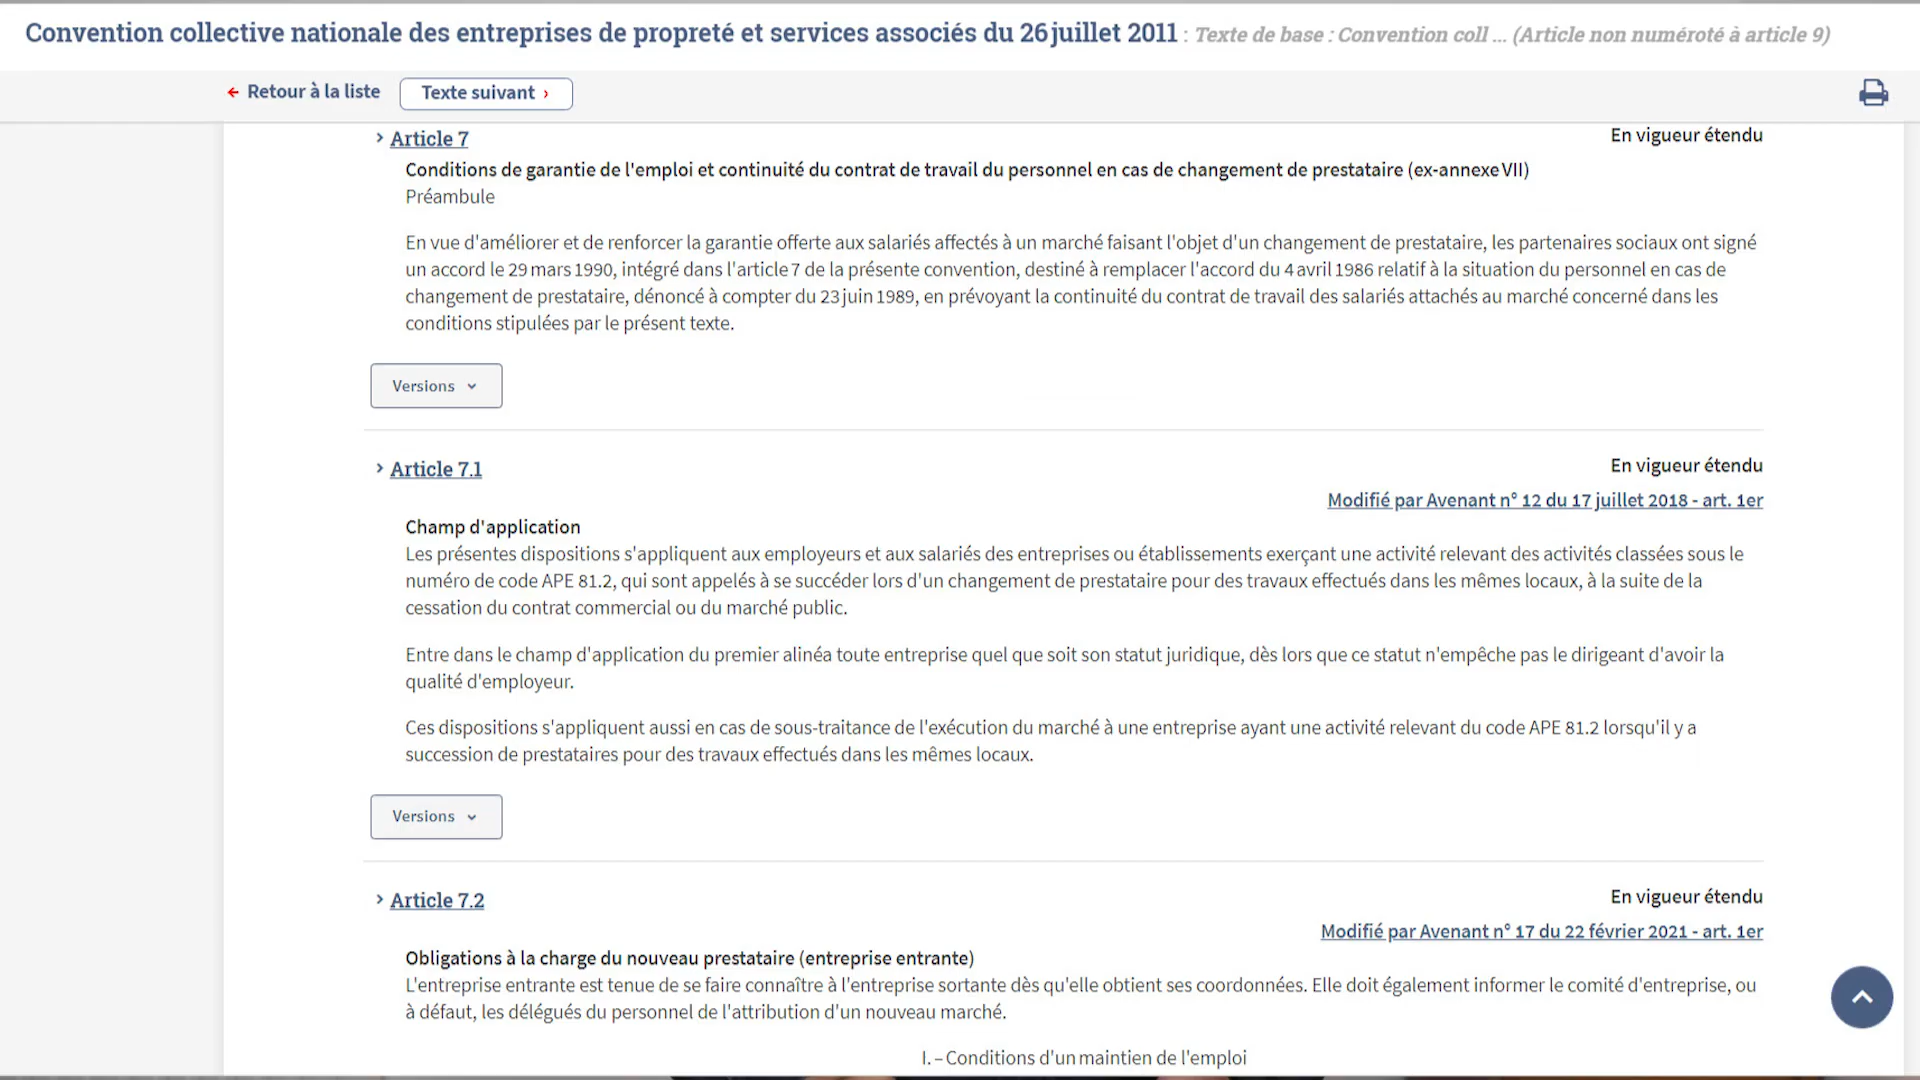 Convention collective nationale des entreprises de propreté et services associés du 26 juillet 2011 : Texte de base : Convention coll ... (Article non numéroté à article 9)
Retour à la liste
Texte suivant
Article 7
En vigueur étendu
Conditions de garantie de l'emploi et continuité du contrat de travail du personnel en cas de changement de prestataire (ex-annexe VII)
Préambule
En vue d'améliorer et de renforcer la garantie offerte aux salariés affectés à un marché faisant l'objet d'un changement de prestataire, les partenaires sociaux ont signé
un accord le 29 mars 1990, intégré dans l'article 7 de la présente convention, destiné à remplacer l'accord du 4 avril 1986 relatif à la situation du personnel en cas de
changement de prestataire, dénoncé à compter du 23 juin 1989, en prévoyant la continuité du contrat de travail des salariés attachés au marché concerné dans les
conditions stipulées par le présent texte.
Versions
Article 7.1
En vigueur étendu
Modifié par Avenant n° 12 du 17 juillet 2018 - art. 1er
Champ d'application
Les présentes dispositions s'appliquent aux employeurs et aux salariés des entreprises ou établissements exerçant une activité relevant des activités classées sous le
numéro de code APE 81.2, qui sont appelés à se succéder lors d'un changement de prestataire pour des travaux effectués dans les mêmes locaux, à la suite de la
cessation du contrat commercial ou du marché public.
Entre dans le champ d'application du premier alinéa toute entreprise quel que soit son statut juridique, dès lors que ce statut n'empêche pas le dirigeant d'avoir la
qualité d'employeur.
Ces dispositions s'appliquent aussi en cas de sous-traitance de l'exécution du marché à une entreprise ayant une activité relevant du code APE 81.2 lorsqu'il y a
succession de prestataires pour des travaux effectués dans les mêmes locaux.
Versions
Article 7.2
En vigueur étendu
Modifié par Avenant n° 17 du 22 février 2021 - art. 1er
Obligations à la charge du nouveau prestataire (entreprise entrante)
L'entreprise entrante est tenue de se faire connaître à l'entreprise sortante dès qu'elle obtient ses coordonnées. Elle doit également informer le comité d'entreprise, ou
à défaut, les délégués du personnel de l'attribution d'un nouveau marché.
I. – Conditions d'un maintien de l'emploi